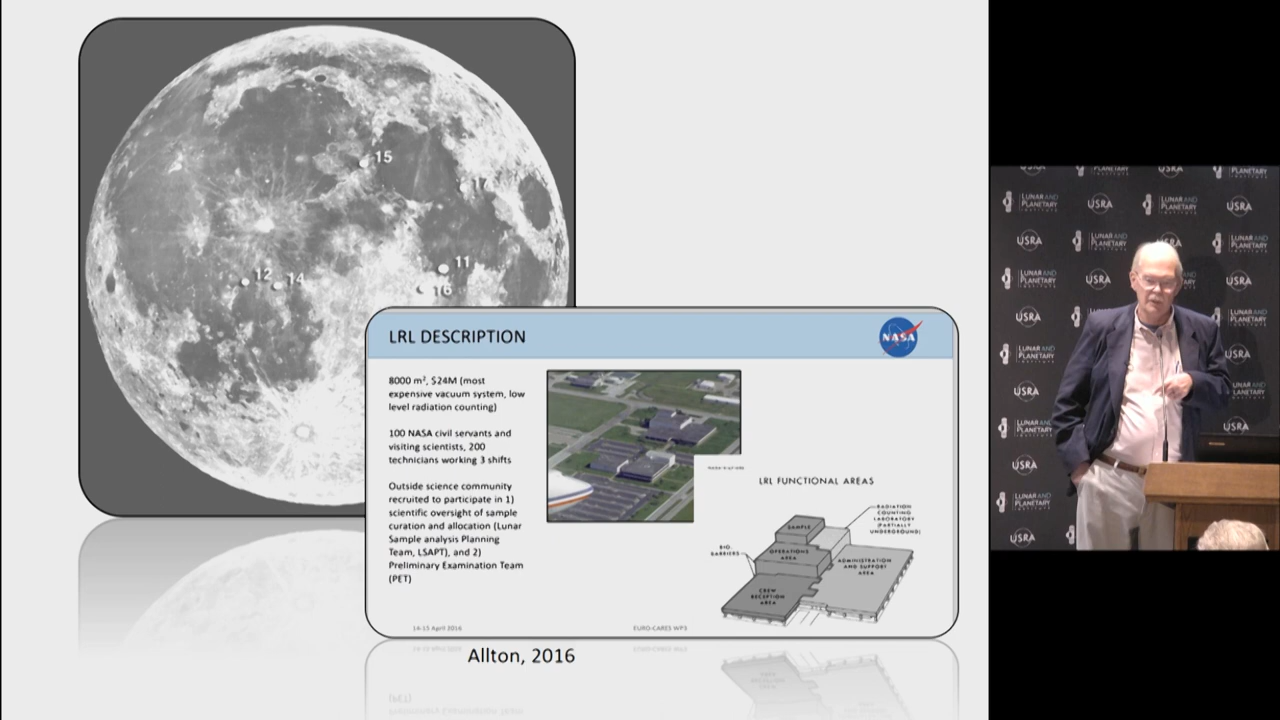 15
17
12
14
11
16
LRL DESCRIPTION
NASA
8000 m², $24M (most
expensive vacuum system, low
level radiation counting)
100 NASA civil servants and
visiting scientists, 200
technicians working 3 shifts
Outside science community
recruited to participate in 1)
scientific oversight of sample
curation and allocation (Lunar
Sample analysis Planning
Team, LSAPT), and 2)
Preliminary Examination Team
(PET)
LRL FUNCTIONAL AREAS
SAMPLE
RADIATION
COUNTING
LABORATORY
(PARTIALLY
UNDERGROUND)
BIO.
BARRIERS
OPERATIONS
AREA
ADMINISTRATION
AND SUPPORT
AREA
CREW
RECEPTION
AREA
14-15 April 2016
EURO-CARES WP3
Allton, 2016
LUNAR AND
PLANETARY
INSTITUTE
USRA